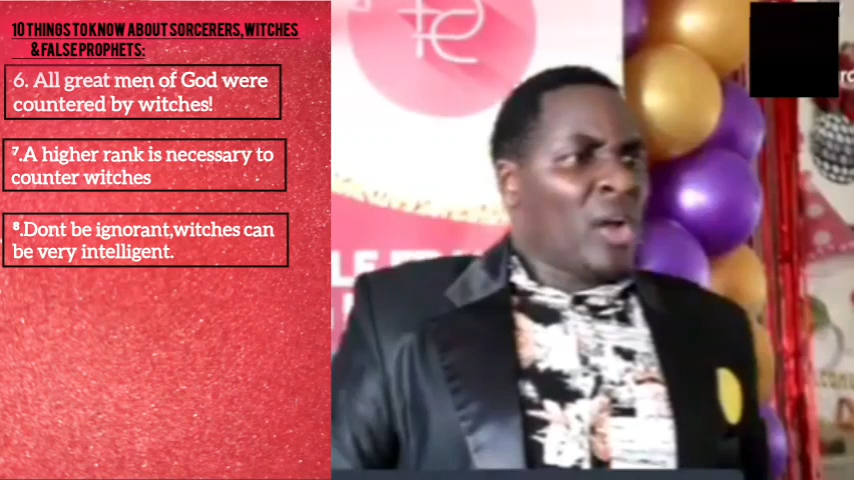 10 THINGS TO KNOW ABOUT SORCERERS, WITCHES
& FALSE PROPHETS:
6. All great men of God were
countered by witches!
⁷.A higher rank is necessary to
counter witches
⁸.Dont be ignorant,witches can
be very intelligent.